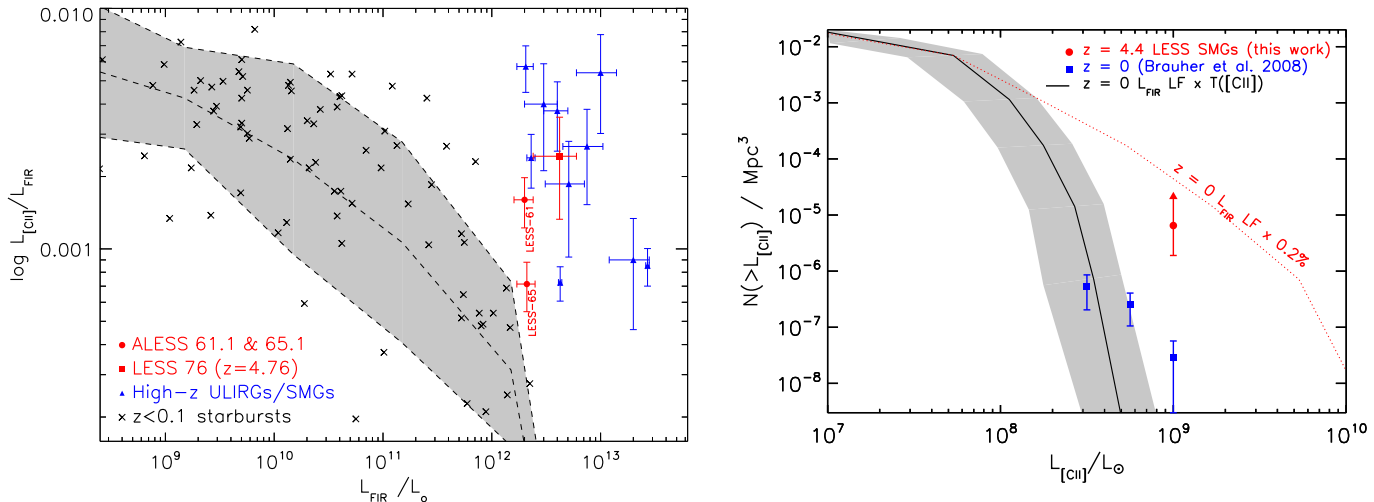 0.010
0.001
log L[CII]/LFIR
LESS-61
LESS-65
ALESS 61.1 & 65.1
LESS 76 (z=4.76)
High-z ULIRGs/SMGs
z<0.1 starbursts
10^9
10^10
10^11
10^12
10^13
LFIR /Lo
10^-2
10^-3
10^-4
10^-5
10^-6
10^-7
10^-8
N(>L[CII]) / Mpc^3
z = 4.4 LESS SMGs (this work)
z = 0 (Brauher et al. 2008)
z = 0 LFIR LF x T([CII])
z = 0 LFIR LF x 0.2%
10^7
10^8
10^9
10^10
L[CII]/L⊙